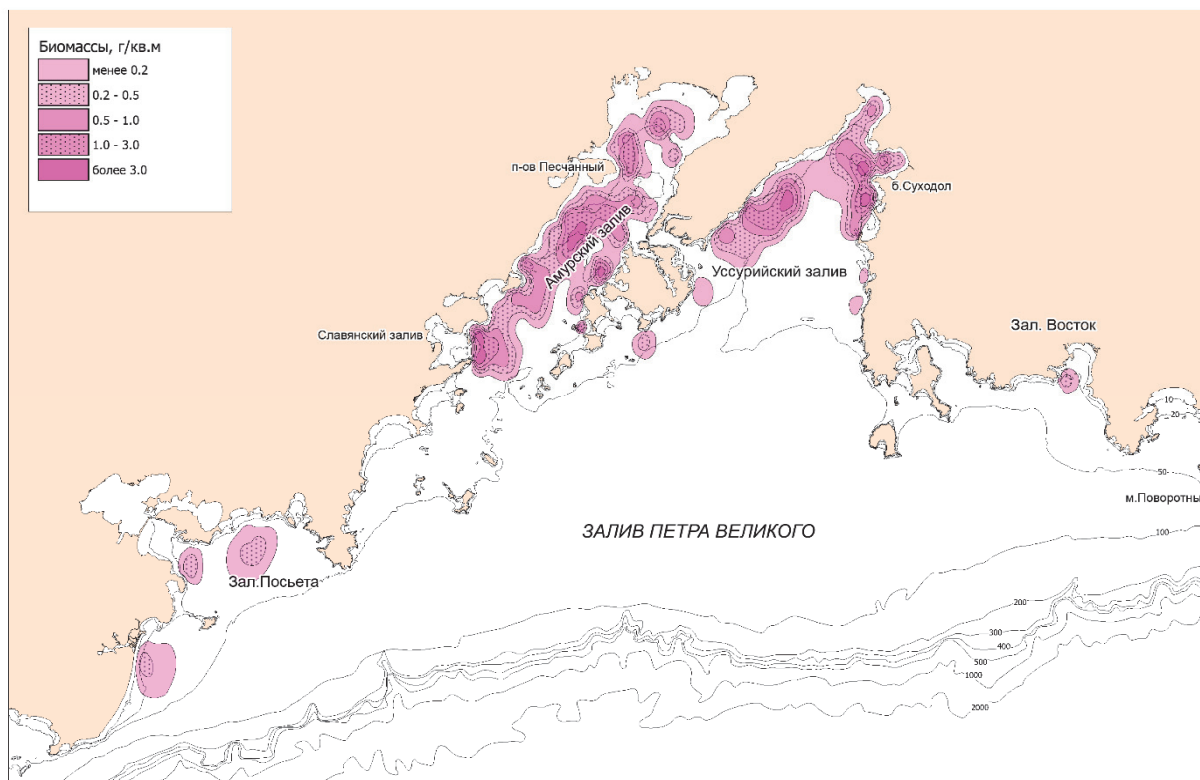 Биомассы, г/кв.м
менее 0.2
0.2 - 0.5
0.5 - 1.0
1.0 - 3.0
более 3.0
п-ов Песчанный
б.Суходол
Амурский залив
Уссурийский залив
Славянский залив
Зал. Восток
10
20
50
м.Поворотны
ЗАЛИВ ПЕТРА ВЕЛИКОГО
100
Зал.Посьета
200
300
400
500
1000
2000